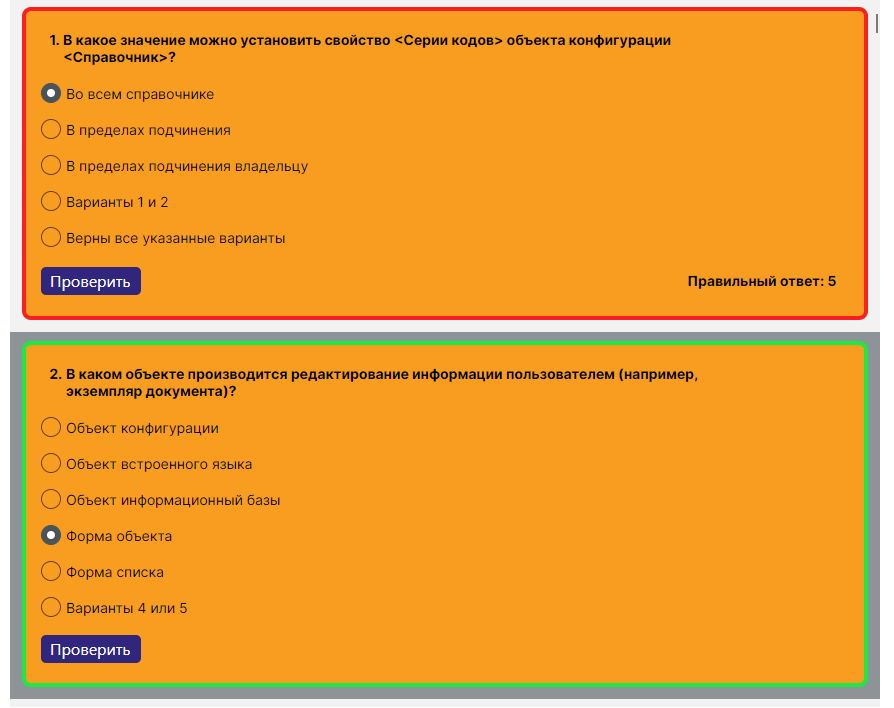 1. В какое значение можно установить свойство <Серии кодов> объекта конфигурации
<Справочник>?
Во всем справочнике
В пределах подчинения
В пределах подчинения владельцу
Варианты 1 и 2
Верны все указанные варианты
Проверить
Правильный ответ: 5
2. В каком объекте производится редактирование информации пользователем (например,
экземпляр документа)?
Объект конфигурации
Объект встроенного языка
Объект информационный базы
Форма объекта
Форма списка
Варианты 4 или 5
Проверить